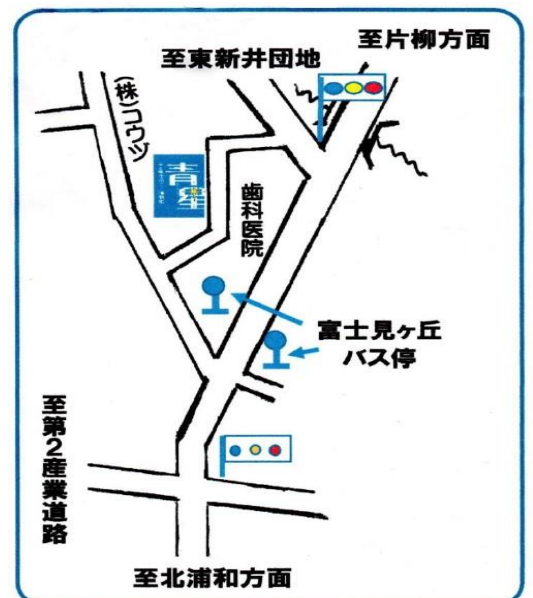 至片柳方面
至東新井団地
(株)コウヅ
青星
歯科医院
富士見ヶ丘
バス停
至第2産業道路
至北浦和方面